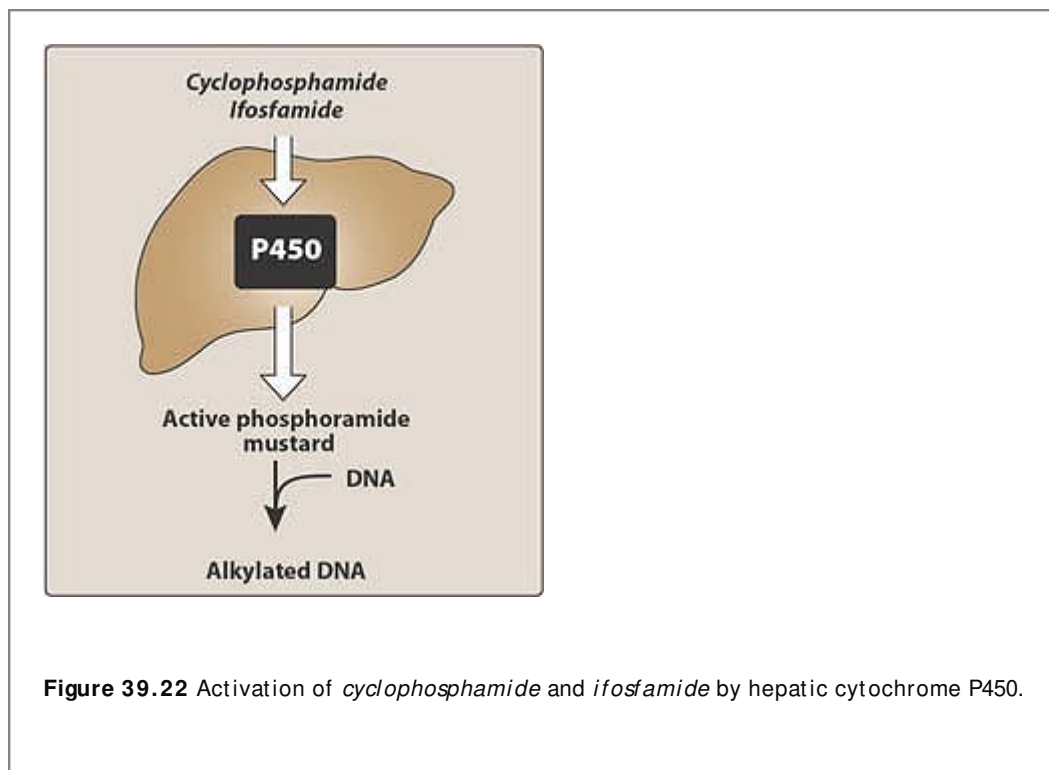 Cyclophosphamide
Ifosfamide
P450
Active phosphoramide
mustard
DNA
Alkylated DNA
Figure 39.22 Activation of cyclophosphamide and ifosfamide by hepatic cytochrome P450.